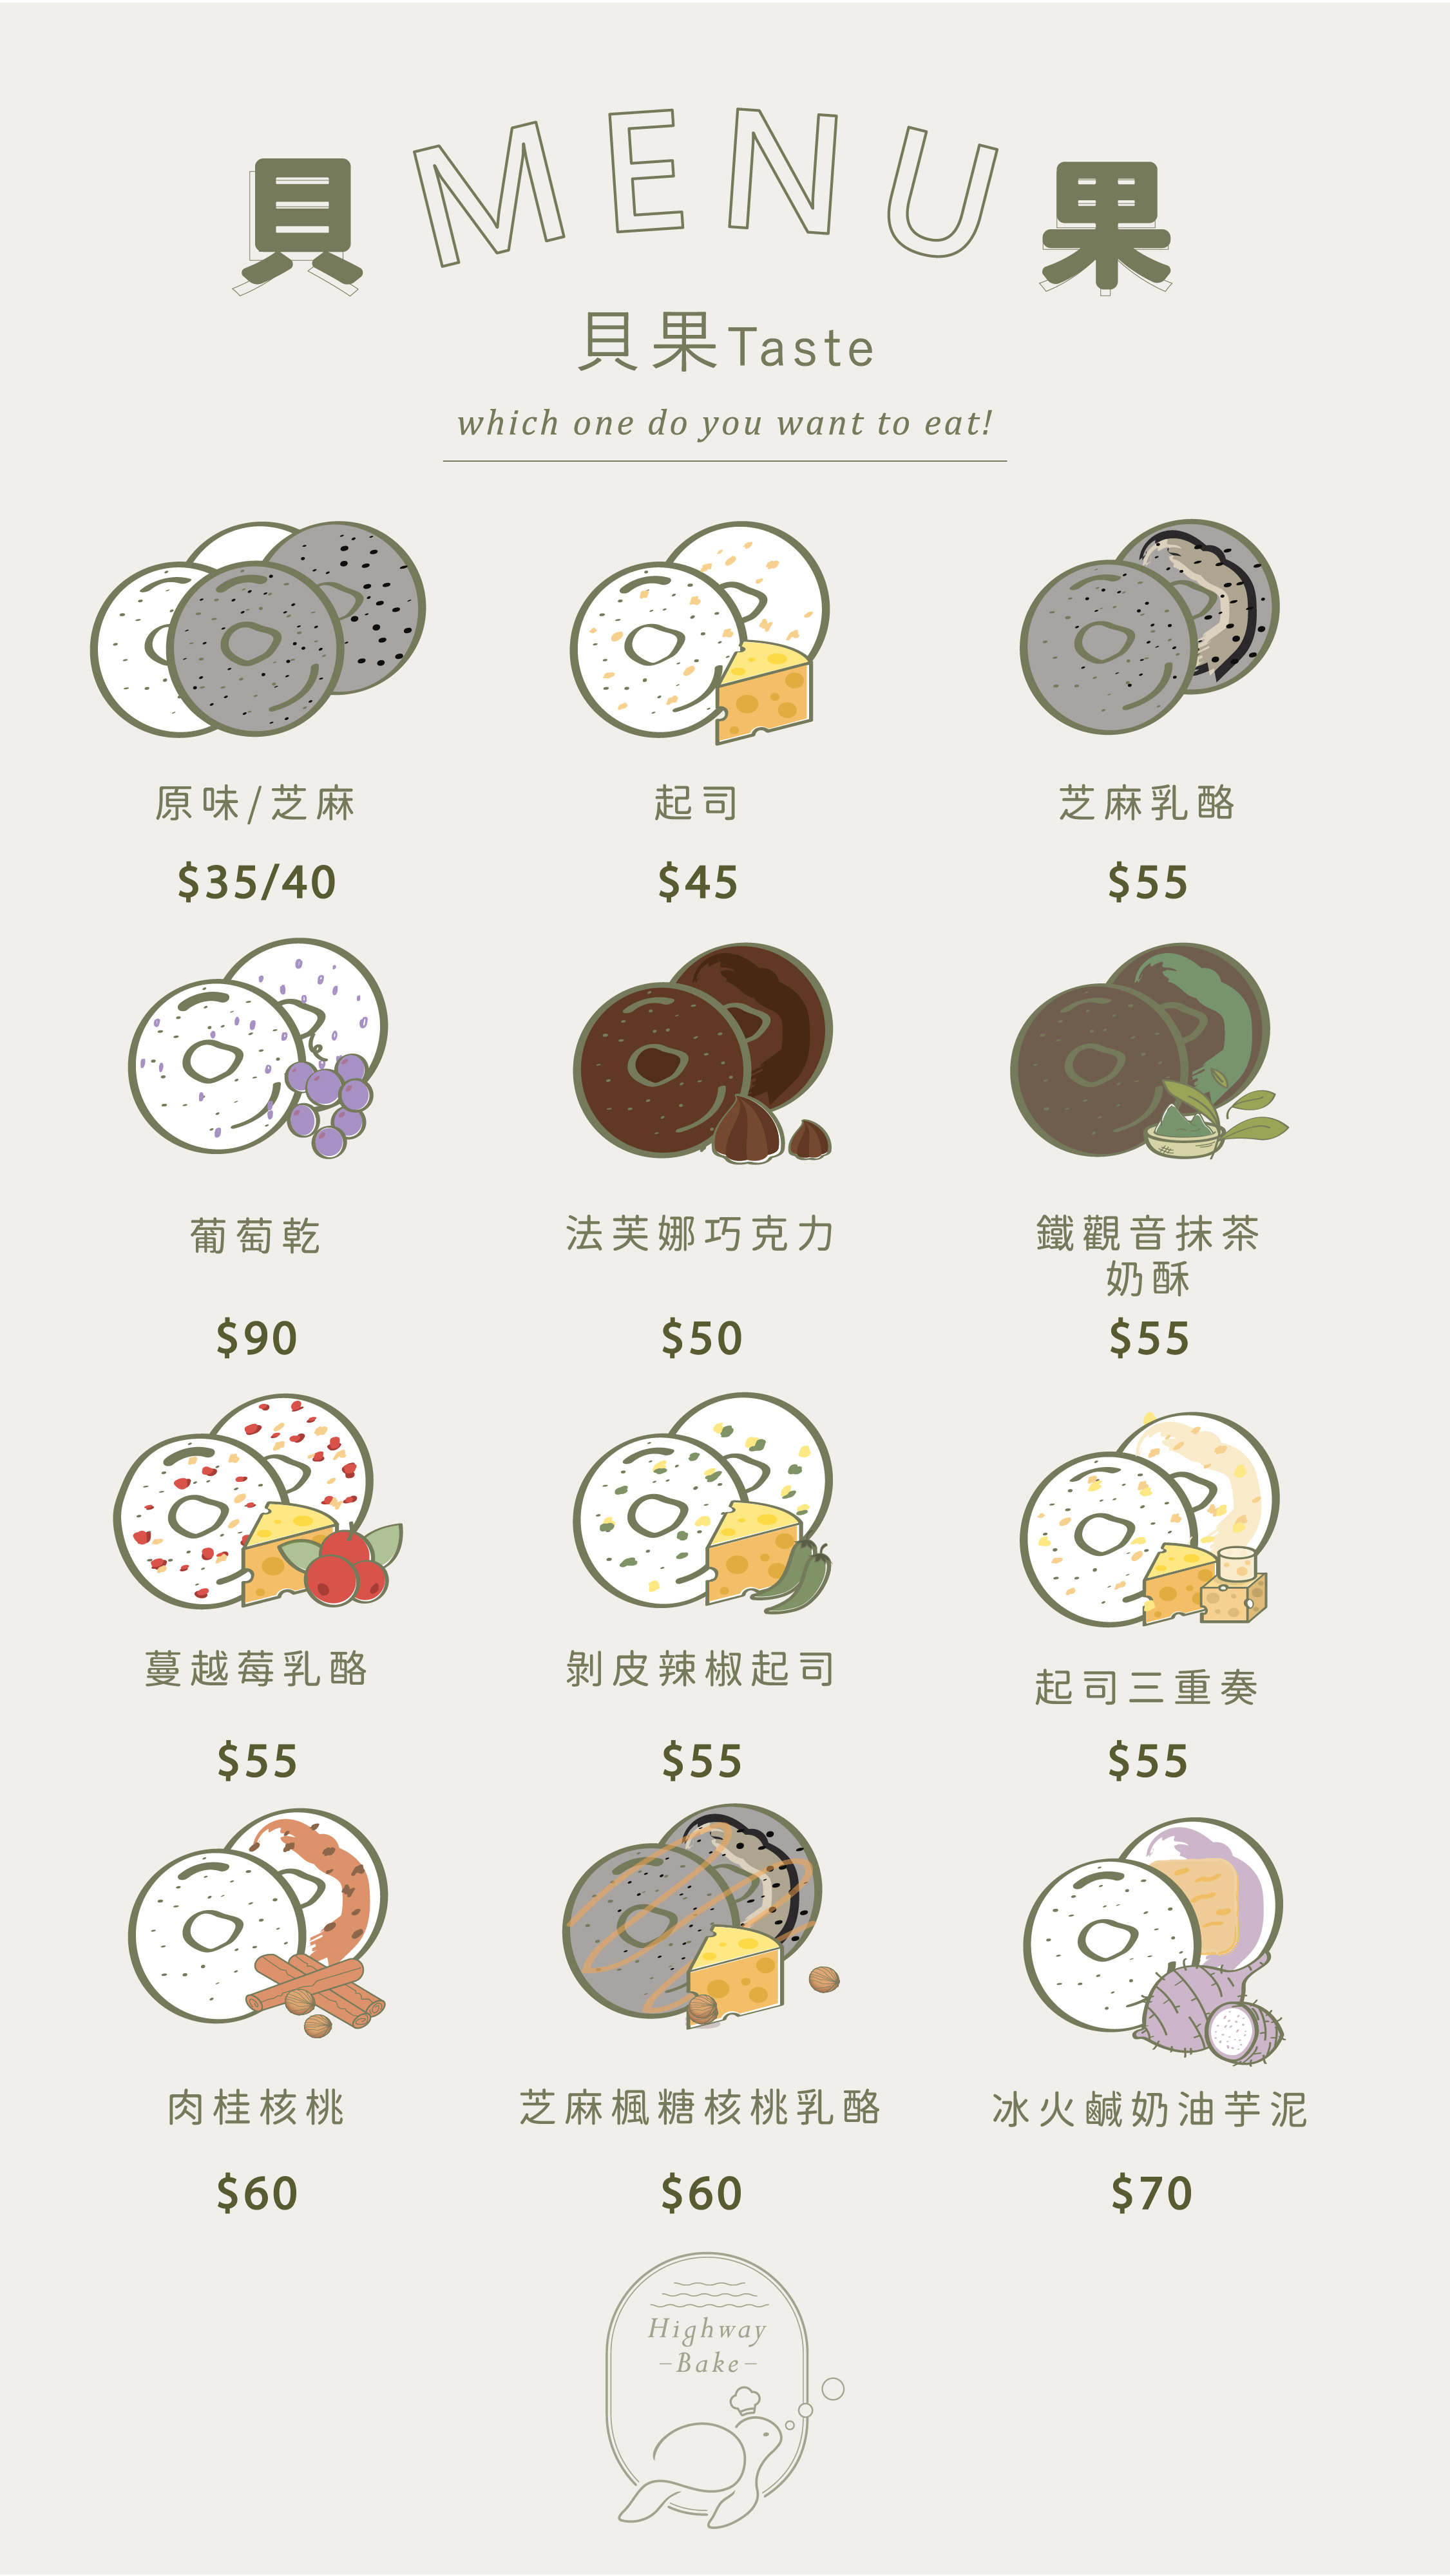 貝 MENU 果
貝果Taste
which one do you want to eat!
原味/芝麻
$35/40
起司
$45
芝麻乳酪
$55
葡萄乾
$90
法芙娜巧克力
$50
鐵觀音抹茶
奶酥
$55
蔓越莓乳酪
$55
剝皮辣椒起司
$55
起司三重奏
$55
肉桂核桃
$60
芝麻楓糖核桃乳酪
$60
冰火鹹奶油芋泥
$70
Highway
-Bake-